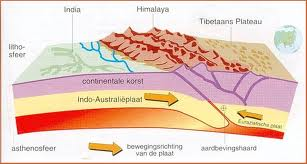 India
Himalaya
Tibetaans Plateau
litho-
sfeer
continentale korst
Indo-Australiëplaat
Euraziatische plaat
asthenosfeer
bewegingsrichting
van de plaat
aardbevingshaard